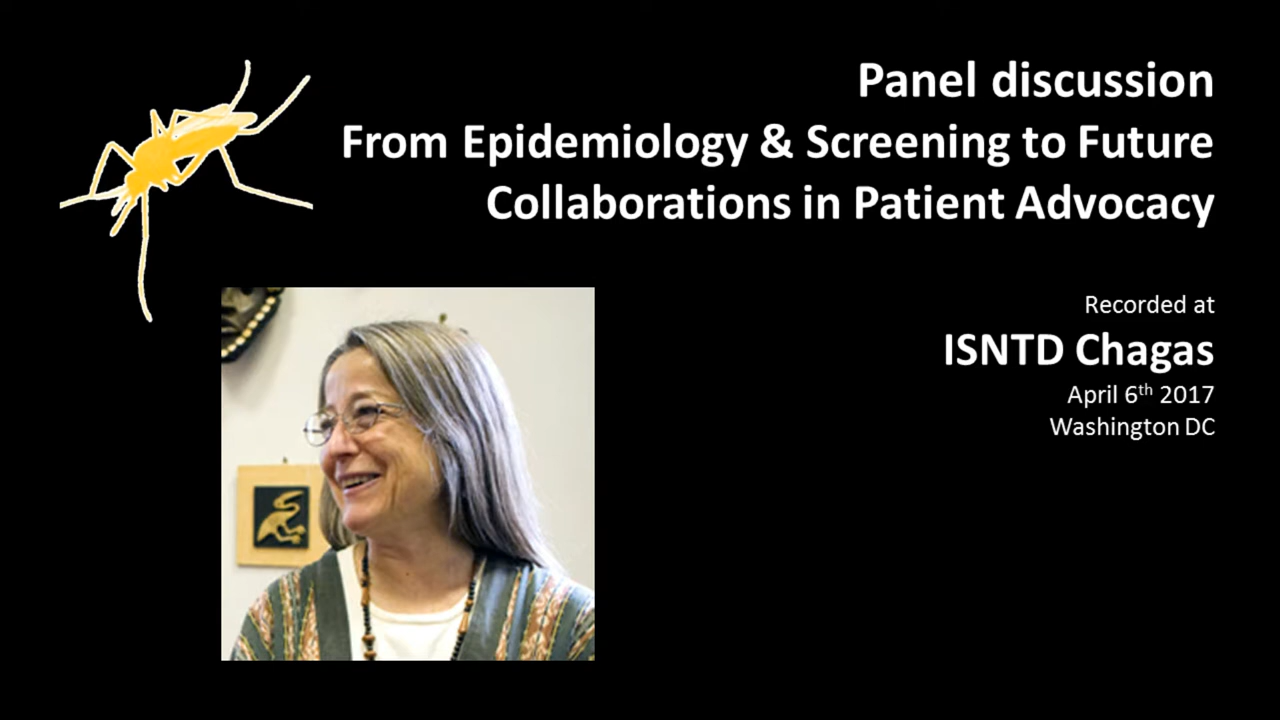 Panel discussion
From Epidemiology & Screening to Future
Collaborations in Patient Advocacy
Recorded at
ISNTD Chagas
April 6th 2017
Washington DC